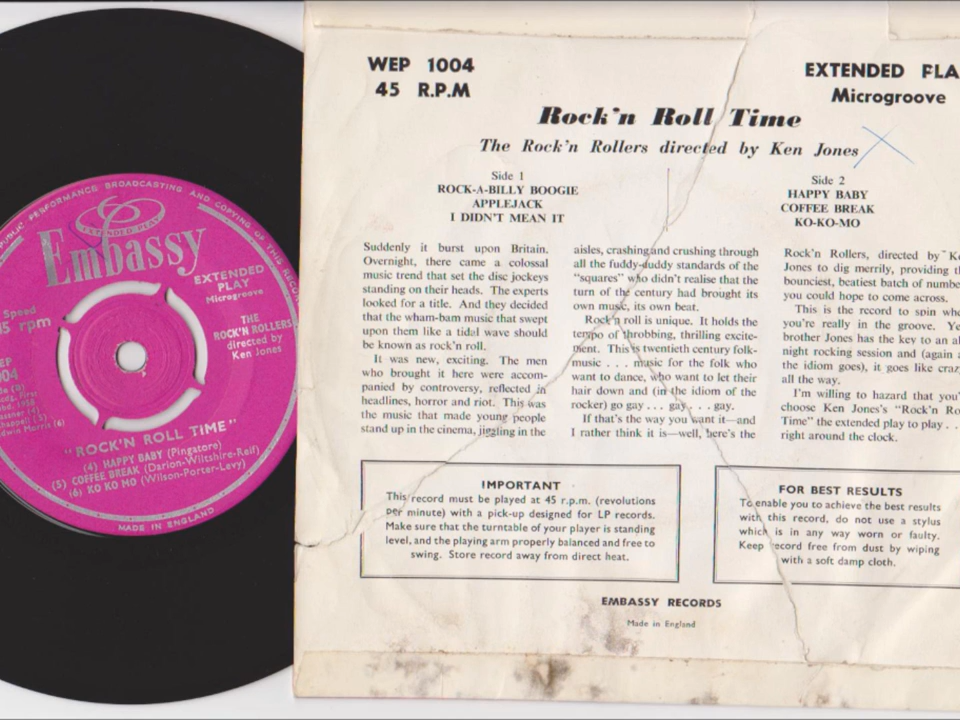 PUBLIC PERFORMANCE BROADCASTING AND COPYING OF THIS RECORD
EXTENDED PLAY
Embassy
EXTENDED
PLAY
Microgroove
Speed
45 rpm
THE
ROCK'N ROLLERS
directed by
Ken Jones
WEP
"ROCK'N ROLL TIME"
(4) HAPPY BABY (Pingatore)
(5) COFFEE BREAK (Darion-Wiltshire-Reif)
(6) KO KO MO (Wilson-Porter-Levy)
MADE IN ENGLAND
WEP 1004
45 R.P.M
EXTENDED PLA
Microgroove
Rock'n Roll Time
The Rock'n Rollers directed by Ken Jones
Side 1
ROCK-A-BILLY BOOGIE
APPLEJACK
I DIDN'T MEAN IT
Side 2
HAPPY BABY
COFFEE BREAK
KO-KO-MO
Suddenly it burst upon Britain.
Overnight, there came a colossal
music trend that set the disc jockeys
standing on their heads. The experts
looked for a title. And they decided
that the wham-bam music that swept
upon them like a tidal wave should
be known as rock'n roll.
It was new, exciting. The men
who brought it here were accom-
panied by controversy, reflected in
headlines, horror and riot. This was
the music that made young people
stand up in the cinema, jiggling in the
aisles, crashing and crushing through
all the fuddy-duddy standards of the
"squares" who didn't realise that the
turn of the century had brought its
own music, its own beat.
Rock'n roll is unique. It holds the
tempo of throbbing, thrilling excite-
ment. This is twentieth century folk-
music . . . music for the folk who
want to dance, who want to let their
hair down and (in the idiom of the
rocker) go gay . . . gay . . . gay.
If that's the way you want it—and
I rather think it is—well, here's the
Rock'n Rollers, directed by Ke
Jones to dig merrily, providing th
bounciest, beatiest batch of numbe
you could hope to come across.
This is the record to spin whe
you're really in the groove. Ye
brother Jones has the key to an al
night rocking session and (again a
the idiom goes), it goes like craz
all the way.
I'm willing to hazard that you'
choose Ken Jones's "Rock'n Ro
Time" the extended play to play . .
right around the clock.
IMPORTANT
This record must be played at 45 r.p.m. (revolutions
per minute) with a pick-up designed for LP records.
Make sure that the turntable of your player is standing
level, and the playing arm properly balanced and free to
swing. Store record away from direct heat.
FOR BEST RESULTS
To enable you to achieve the best results
with this record, do not use a stylus
which is in any way worn or faulty.
Keep record free from dust by wiping
with a soft damp cloth.
EMBASSY RECORDS
Made in England